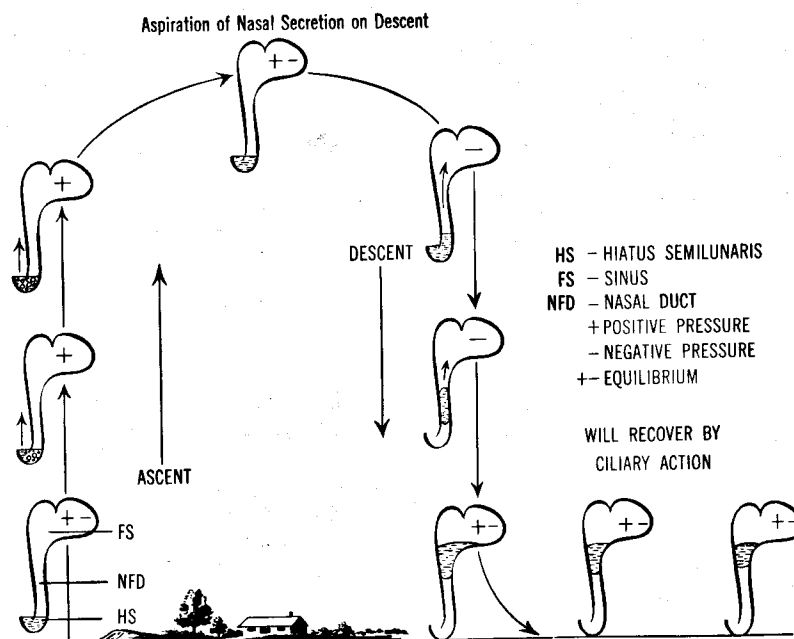 Aspiration of Nasal Secretion on Descent
+ -
+
-
DESCENT
HS - HIATUS SEMILUNARIS
FS - SINUS
NFD - NASAL DUCT
+ POSITIVE PRESSURE
- NEGATIVE PRESSURE
+- EQUILIBRIUM
+
-
WILL RECOVER BY
CILIARY ACTION
ASCENT
+ -
FS
NFD
HS
+-
+-
+-